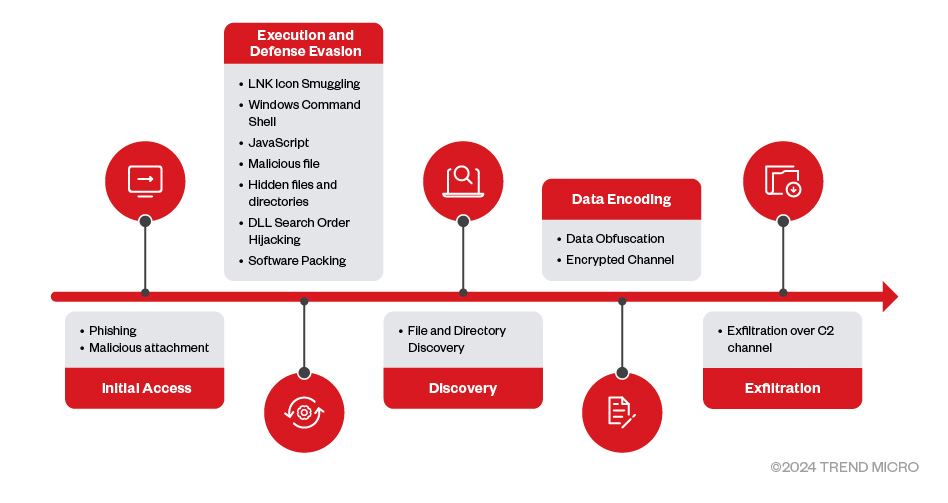 Execution and
Defense Evasion
• LNK Icon Smuggling
• Windows Command
Shell
• JavaScript
• Malicious file
• Hidden files and
directories
• DLL Search Order
Hijacking
• Software Packing
Data Encoding
• Data Obfuscation
• Encrypted Channel
• Phishing
• Malicious attachment
Initial Access
• File and Directory
Discovery
Discovery
• Exfiltration over C2
channel
Exfiltration
©2024 TREND MICRO